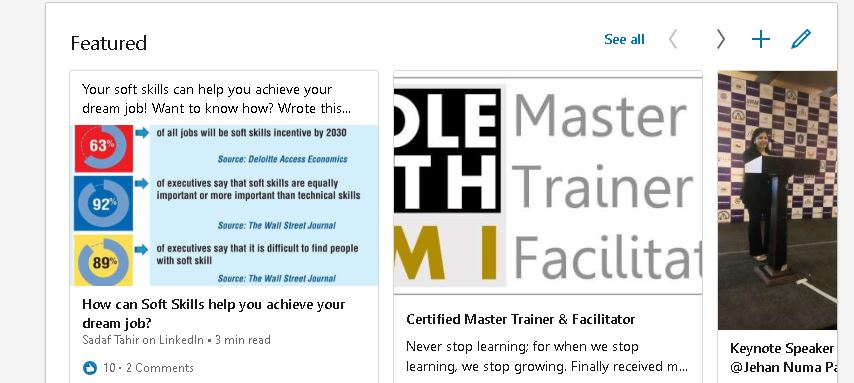 Featured
See all
Your soft skills can help you achieve your
dream job! Want to know how? Wrote this...
63%
of all jobs will be soft skills incentive by 2030
Source: Deloitte Access Economics
92%
of executives say that soft skills are equally
important or more important than technical skills
Source: The Wall Street Journal
89%
of executives say that it is difficult to find people
with soft skill
Source: The Wall Street Journal
How can Soft Skills help you achieve your
dream job?
Sadaf Tahir on LinkedIn • 3 min read
10 · 2 Comments
OLE
TH
M I
Master
Trainer
Facilitat
Certified Master Trainer & Facilitator
Never stop learning; for when we stop
learning, we stop growing. Finally received m...
Keynote Speaker
@Jehan Numa Pa